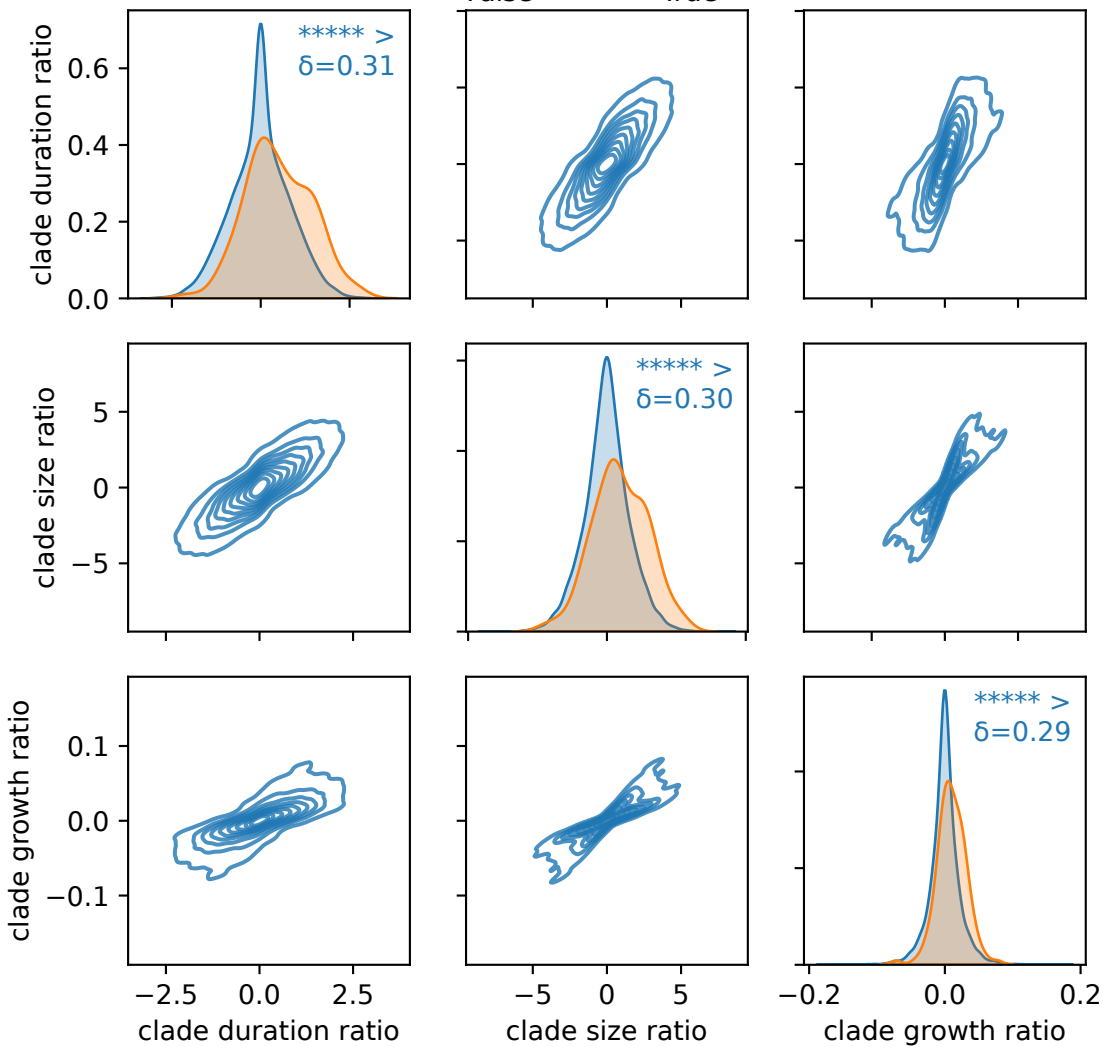 False True
clade duration ratio
0.6
0.4
0.2
0.0
***** >
δ=0.31
clade size ratio
5
0
−5
***** >
δ=0.30
clade growth ratio
0.1
0.0
−0.1
***** >
δ=0.29
−2.5 0.0 2.5
−5 0 5
−0.2 0.0 0.2
clade duration ratio
clade size ratio
clade growth ratio